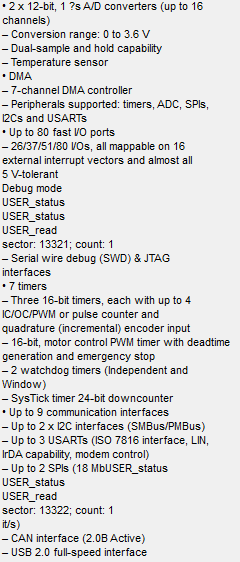 • 2 x 12-bit, 1 ?s A/D converters (up to 16
channels)
– Conversion range: 0 to 3.6 V
– Dual-sample and hold capability
– Temperature sensor
• DMA
– 7-channel DMA controller
– Peripherals supported: timers, ADC, SPIs,
I2Cs and USARTs
• Up to 80 fast I/O ports
– 26/37/51/80 I/Os, all mappable on 16
external interrupt vectors and almost all
5 V-tolerant
Debug mode
USER_status
USER_status
USER_read
sector: 13321; count: 1
– Serial wire debug (SWD) & JTAG
interfaces
• 7 timers
– Three 16-bit timers, each with up to 4
IC/OC/PWM or pulse counter and
quadrature (incremental) encoder input
– 16-bit, motor control PWM timer with deadtime
generation and emergency stop
– 2 watchdog timers (Independent and
Window)
– SysTick timer 24-bit downcounter
• Up to 9 communication interfaces
– Up to 2 x I2C interfaces (SMBus/PMBus)
– Up to 3 USARTs (ISO 7816 interface, LIN,
IrDA capability, modem control)
– Up to 2 SPIs (18 MbUSER_status
USER_status
USER_read
sector: 13322; count: 1
it/s)
– CAN interface (2.0B Active)
– USB 2.0 full-speed interface